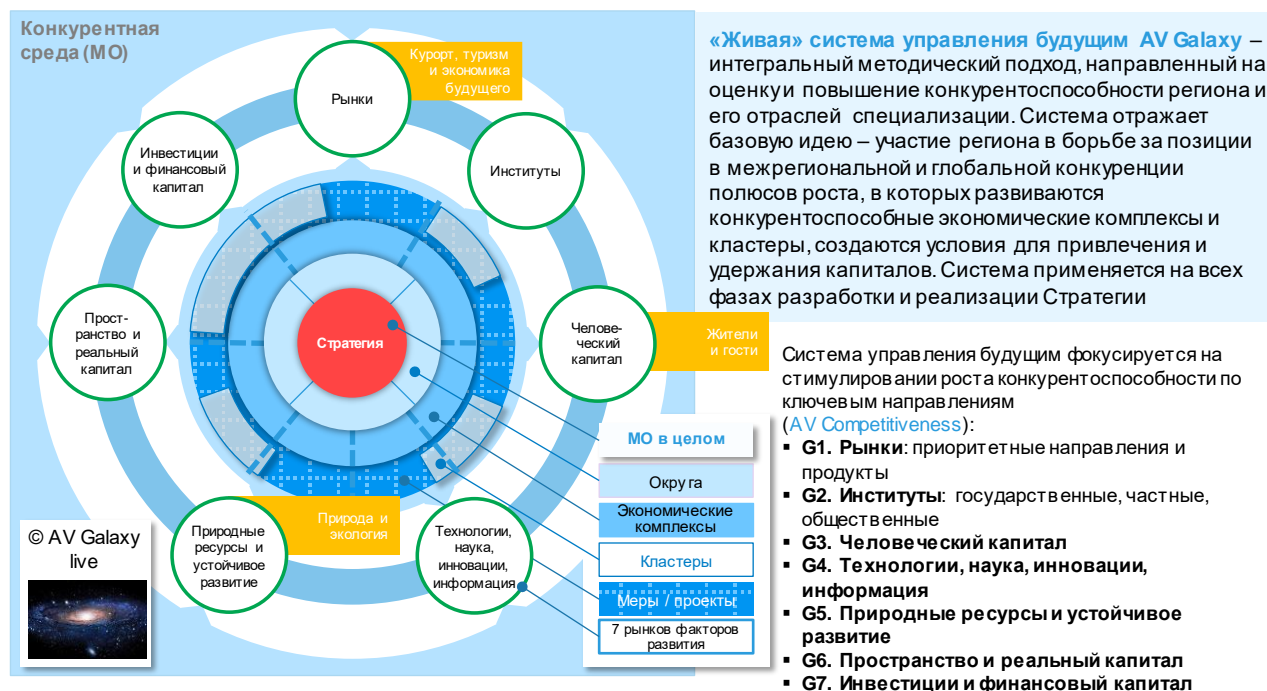 Конкурентная
среда (МО)
Курорт, туризм
и экономика
будущего
Рынки
Инвестиции
и финансовый
капитал
Институты
Прост-
ранство и
реальный
капитал
Стратегия
Челове-
ческий
капитал
Жители
и гости
Природные
ресурсы и
устойчивое
развитие
Природа и
экология
Технологии,
наука,
инновации,
информация
МО в целом
Округа
Экономические
комплексы
Кластеры
Меры / проекты
7 рынков факторов
развития
© AV Galaxy
live
«Живая» система управления будущим AV Galaxy –
интегральный методический подход, направленный на
оценку и повышение конкурентоспособности региона и
его отраслей специализации. Система отражает
базовую идею – участие региона в борьбе за позиции
в межрегиональной и глобальной конкуренции
полюсов роста, в которых развиваются
конкурентоспособные экономические комплексы и
кластеры, создаются условия для привлечения и
удержания капиталов. Система применяется на всех
фазах разработки и реализации Стратегии
Система управления будущим фокусируется на
стимулировании роста конкурентоспособности по
ключевым направлениям
(AV Competitiveness):
▪ G1. Рынки: приоритетные направления и
продукты
▪ G2. Институты: государственные, частные,
общественные
▪ G3. Человеческий капитал
▪ G4. Технологии, наука, инновации,
информация
▪ G5. Природные ресурсы и устойчивое
развитие
▪ G6. Пространство и реальный капитал
▪ G7. Инвестиции и финансовый капитал